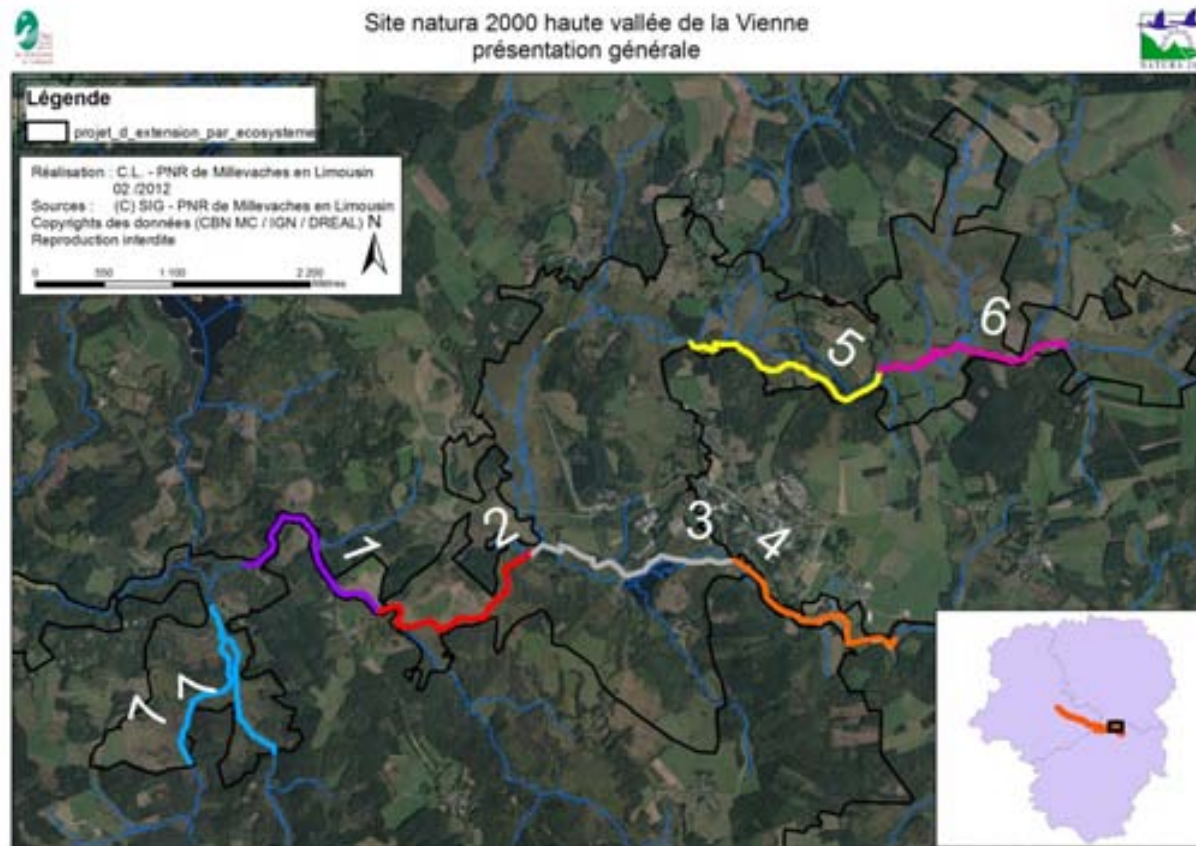 Site natura 2000 haute vallée de la Vienne
présentation générale
NATURA 2000
Légende
projet_d_extension_par_ecosysteme
Réalisation : C.L. - PNR de Millevaches en Limousin
02 /2012
Sources : (C) SIG - PNR de Millevaches en Limousin
Copyrights des données (CBN MC / IGN / DREAL) N
Reproduction interdite
0 550 1 100 2 200
Mètres
5
6
1
2
3
4
7
7